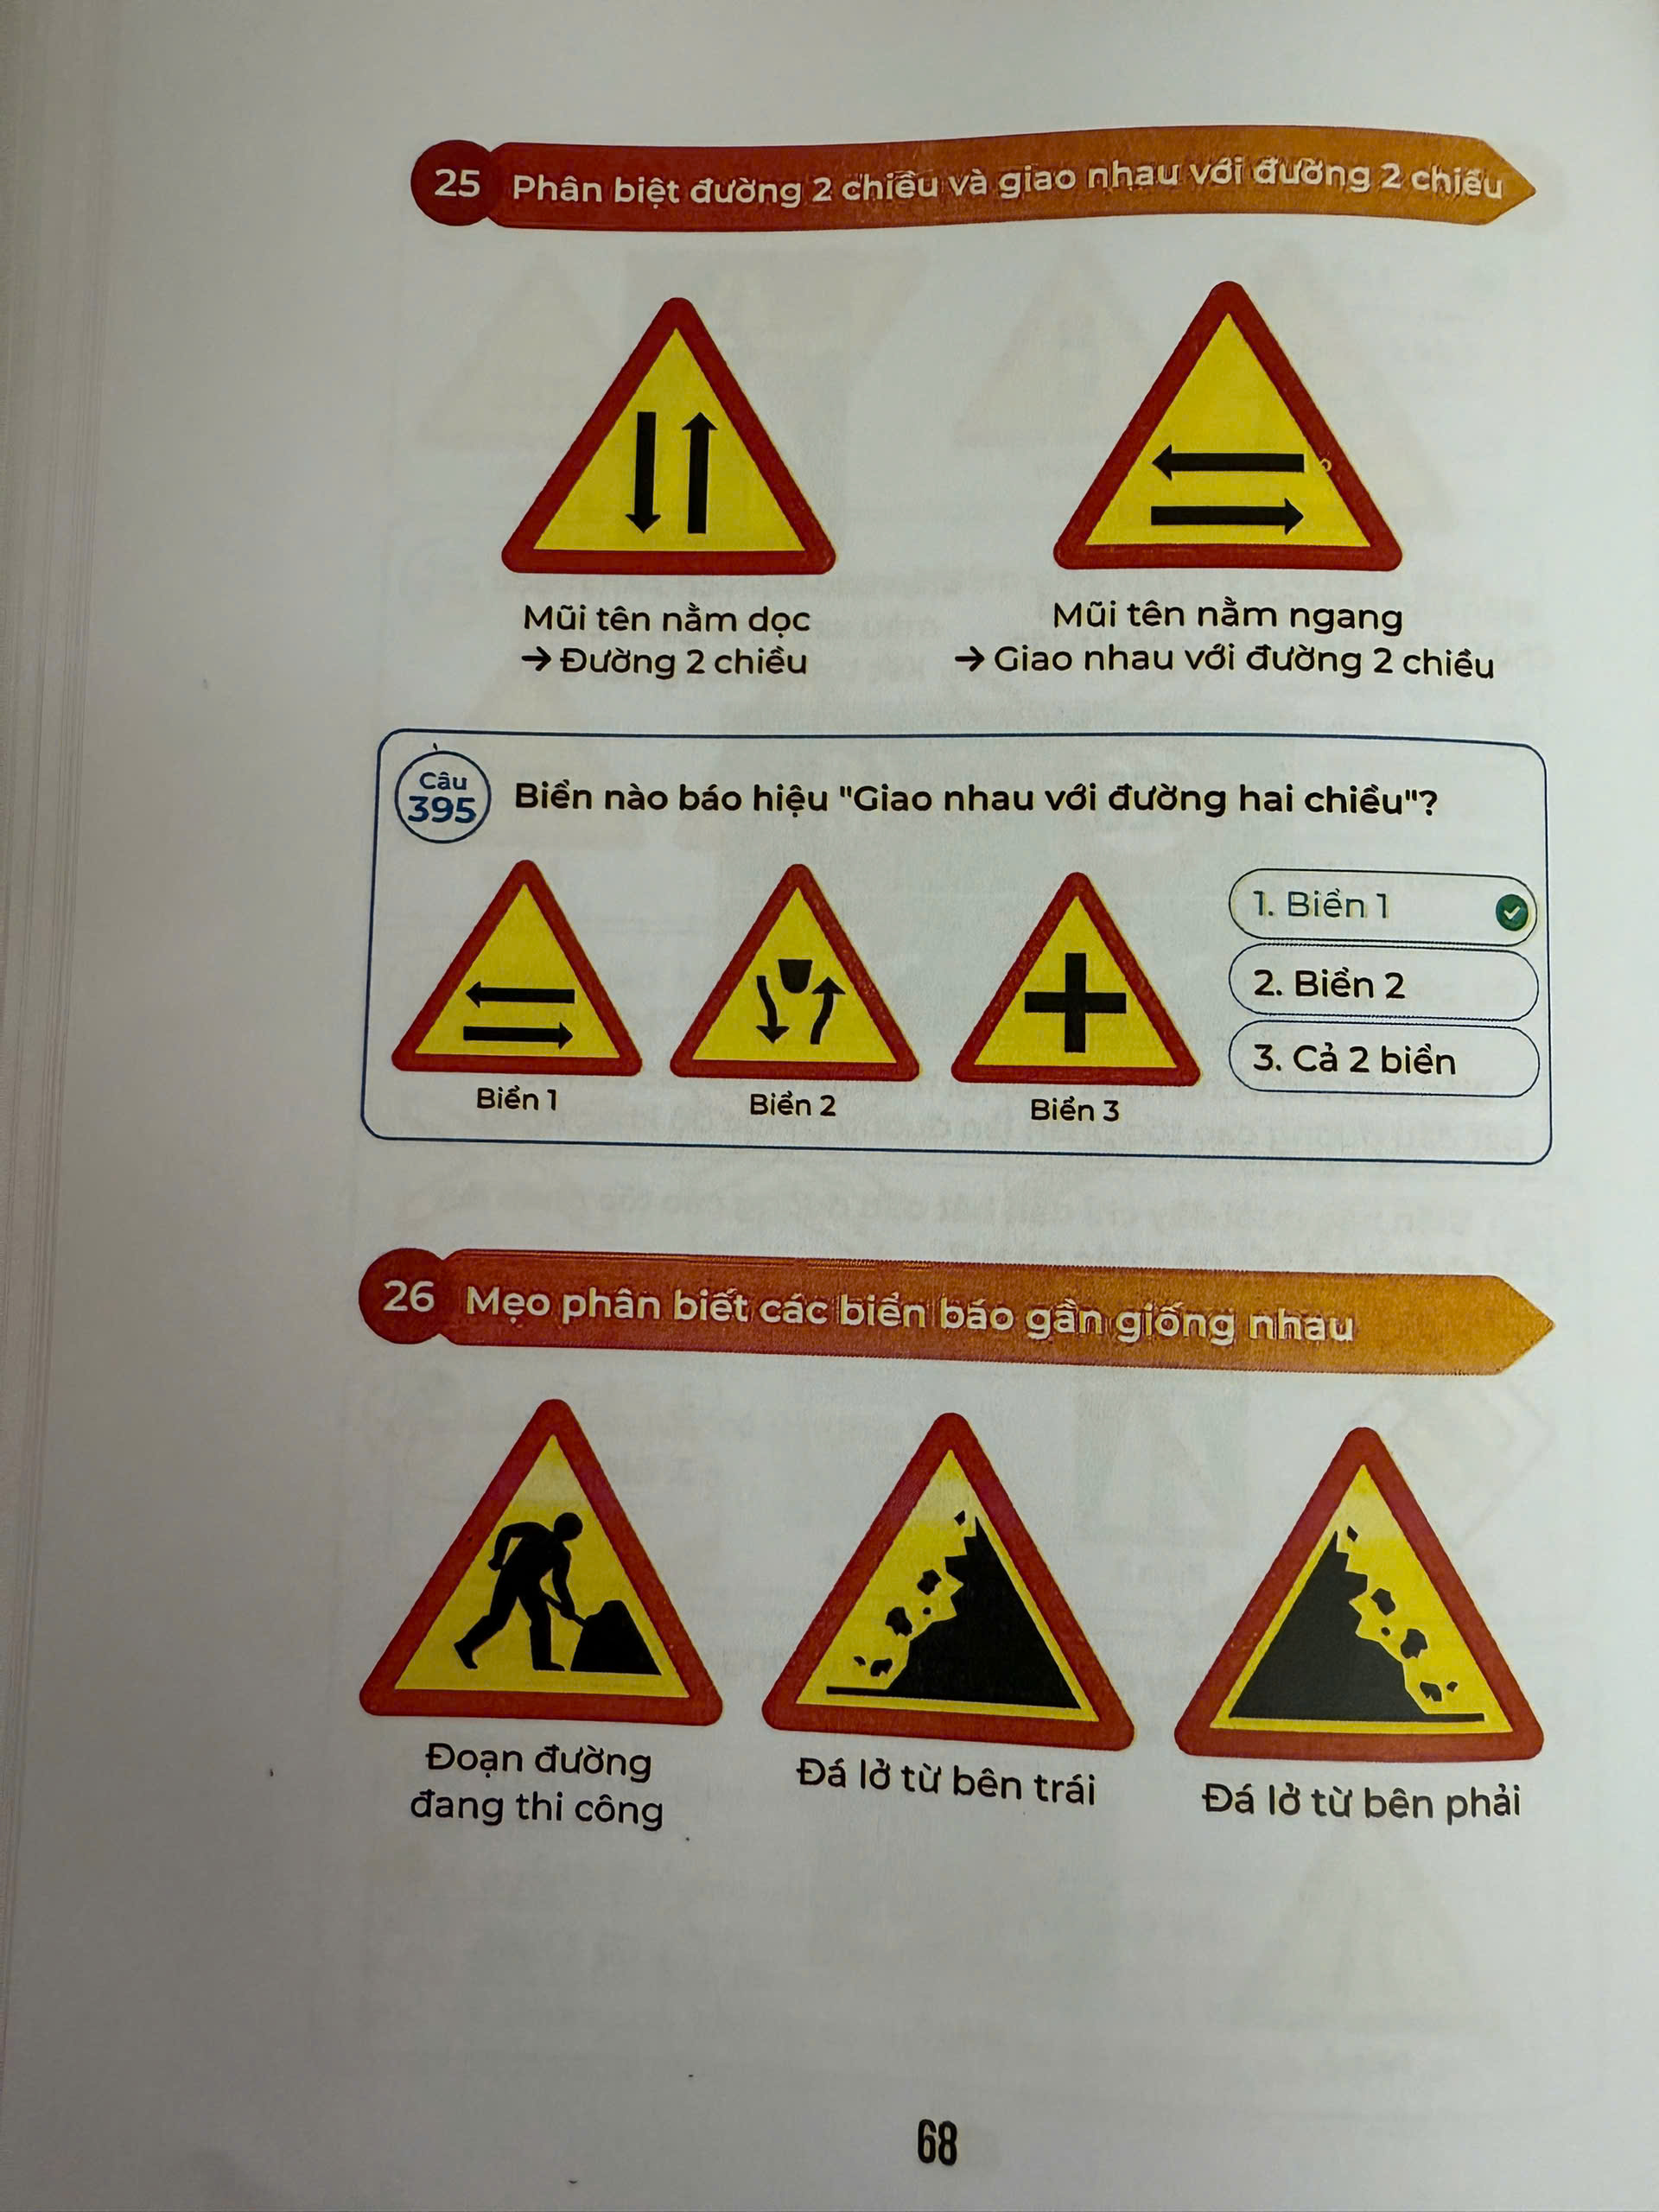 25 Phân biệt đường 2 chiều và giao nhau với đường 2 chiều
Mũi tên nằm dọc
→ Đường 2 chiều
Mũi tên nằm ngang
→ Giao nhau với đường 2 chiều
Câu
395
Biển nào báo hiệu "Giao nhau với đường hai chiều"?
Biển 1
Biển 2
Biển 3
1. Biển 1
2. Biển 2
3. Cả 2 biển
26 Mẹo phân biết các biển báo gần giống nhau
Đoạn đường
đang thi công
Đá lở từ bên trái
Đá lở từ bên phải
68